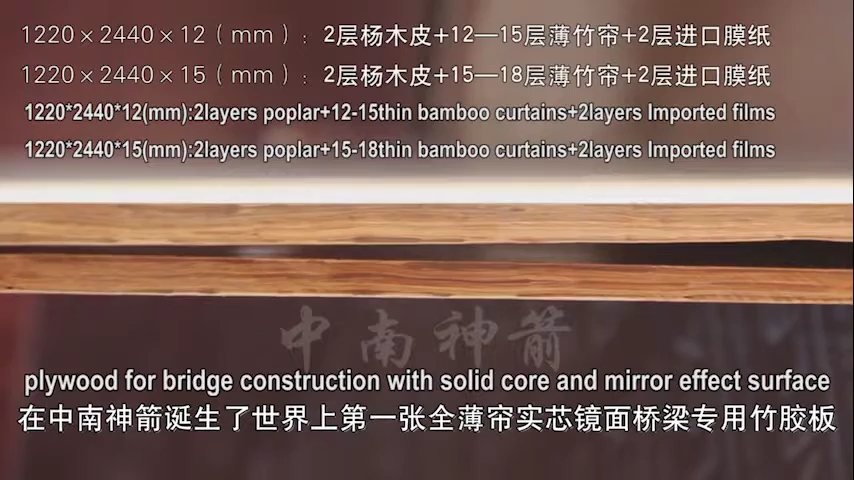 1220×2440×12（mm）：2层杨木皮+12—15层薄竹帘+2层进口膜纸
1220×2440×15（mm）：2层杨木皮+15—18层薄竹帘+2层进口膜纸
1220*2440*12(mm):2layers poplar+12-15thin bamboo curtains+2layers Imported films
1220*2440*15(mm):2layers poplar+15-18thin bamboo curtains+2layers Imported films
中南神箭
plywood for bridge construction with solid core and mirror effect surface
在中南神箭诞生了世界上第一张全薄帘实芯镜面桥梁专用竹胶板